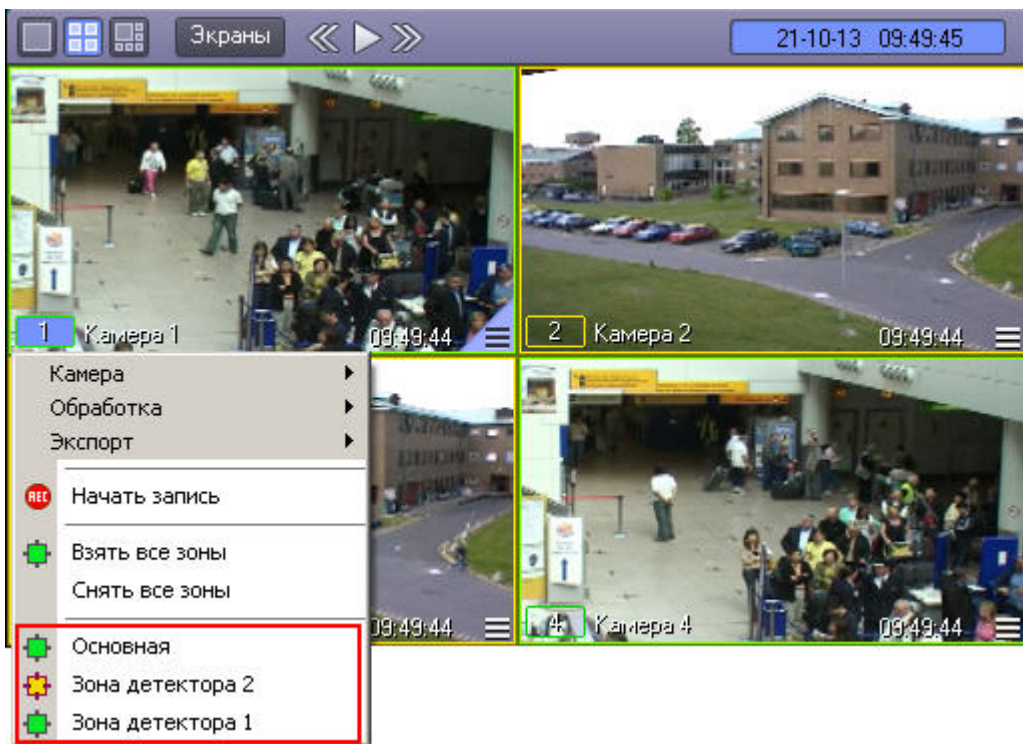 Экраны
21-10-13 09:49:45
1 Камера 1 09:49:44
2 Камера 2 09:49:44
Камера
Обработка
Экспорт
REC Начать запись
Взять все зоны
Снять все зоны
Основная
Зона детектора 2
Зона детектора 1
09:49:44
4 Камера 4 09:49:44